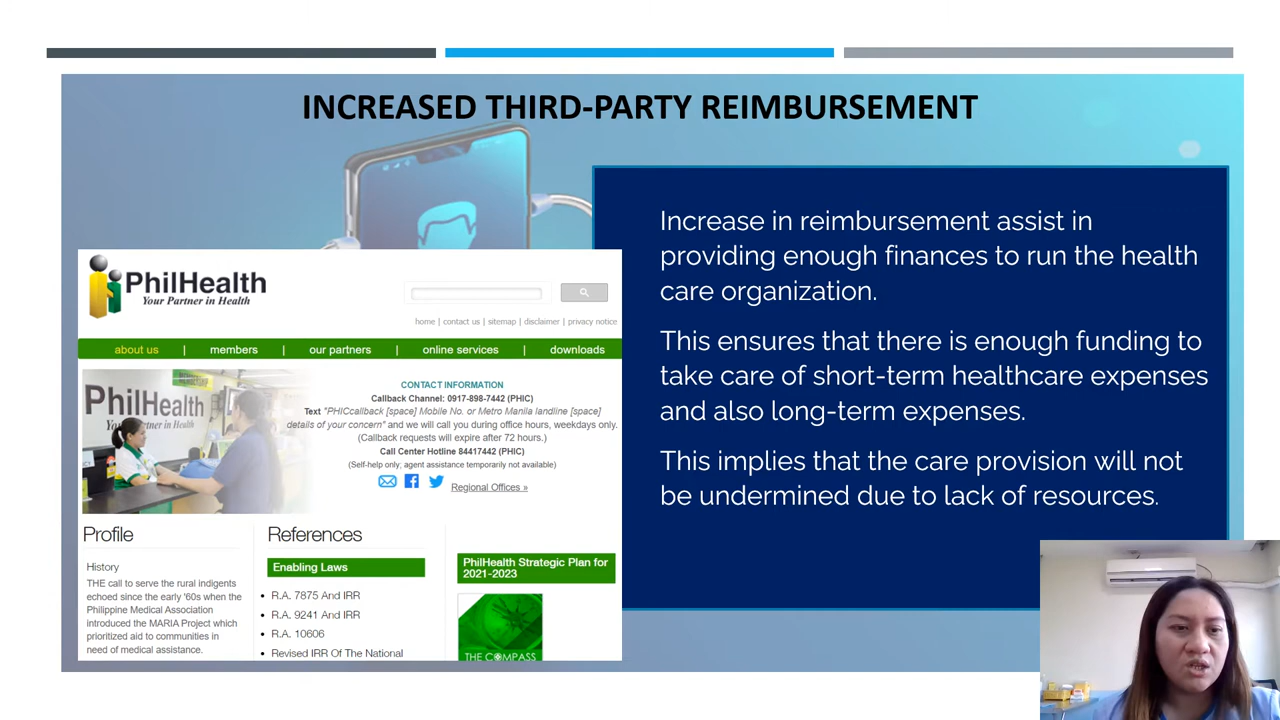 INCREASED THIRD-PARTY REIMBURSEMENT
PhilHealth
Your Partner in Health
home | contact us | sitemap | disclaimer | privacy notice
about us | members | our partners | online services | downloads
PhilHealth
CONTACT INFORMATION
Callback Channel: 0917-898-7442 (PHIC)
Text "PHICcallback [space] Mobile No. or Metro Manila landline [space]
details of your concern" and we will call you during office hours, weekdays only.
(Callback requests will expire after 72 hours.)
Call Center Hotline 84417442 (PHIC)
(Self-help only; agent assistance temporarily not available)
Regional Offices »
Profile
History
THE call to serve the rural indigents
echoed since the early '60s when the
Philippine Medical Association
introduced the MARIA Project which
prioritized aid to communities in
need of medical assistance.
References
Enabling Laws
• R.A. 7875 And IRR
• R.A. 9241 And IRR
• R.A. 10606
• Revised IRR Of The National
PhilHealth Strategic Plan for
2021-2023
THE COMPASS
Increase in reimbursement assist in
providing enough finances to run the health
care organization.
This ensures that there is enough funding to
take care of short-term healthcare expenses
and also long-term expenses.
This implies that the care provision will not
be undermined due to lack of resources.